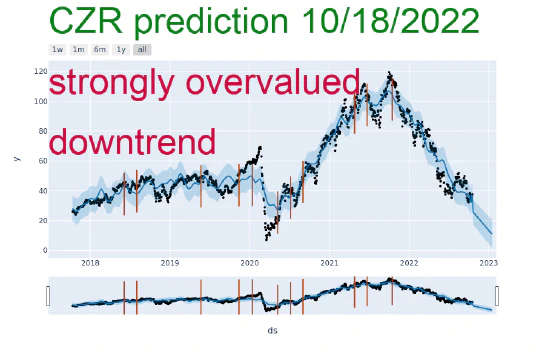 CZR prediction 10/18/2022
1w 1m 6m 1y all
strongly overvalued
downtrend
120
100
80
60
40
20
0
y
2018 2019 2020 2021 2022 2023
ds